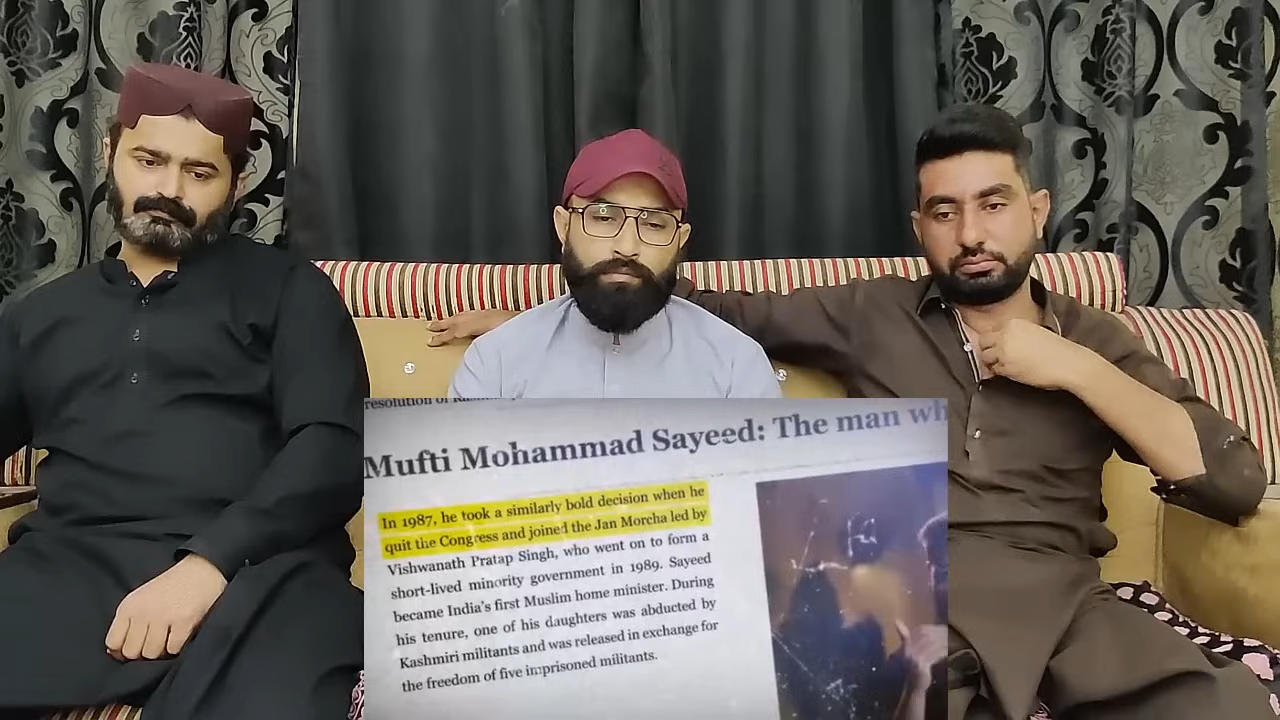 resolution of
Mufti Mohammad Sayeed: The man wh
In 1987, he took a similarly bold decision when he
quit the Congress and joined the Jan Morcha led by
Vishwanath Pratap Singh, who went on to form a
short-lived minority government in 1989. Sayeed
became India's first Muslim home minister. During
his tenure, one of his daughters was abducted by
Kashmiri militants and was released in exchange for
the freedom of five imprisoned militants.